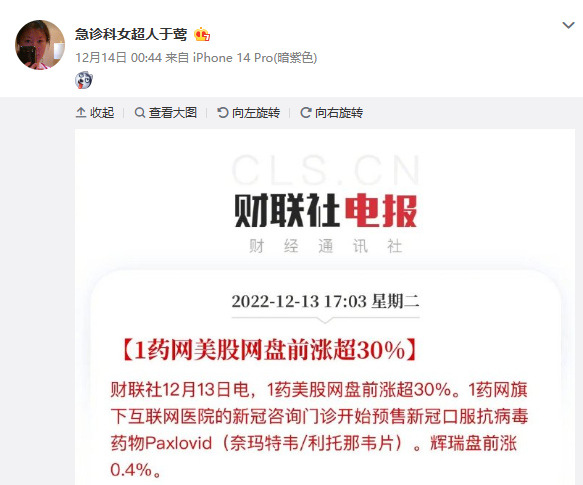 急诊科女超人于莺
12月14日 00:44 来自 iPhone 14 Pro(暗紫色)
收起 查看大图 向左旋转 向右旋转
CLS.CN
财联社电报
财经通讯社
2022-12-13 17:03 星期二
【1药网美股网盘前涨超30%】
财联社12月13日电，1药美股网盘前涨超30%。1药网旗
下互联网医院的新冠咨询门诊开始预售新冠口服抗病毒
药物Paxlovid（奈玛特韦/利托那韦片）。辉瑞盘前涨
0.4%。